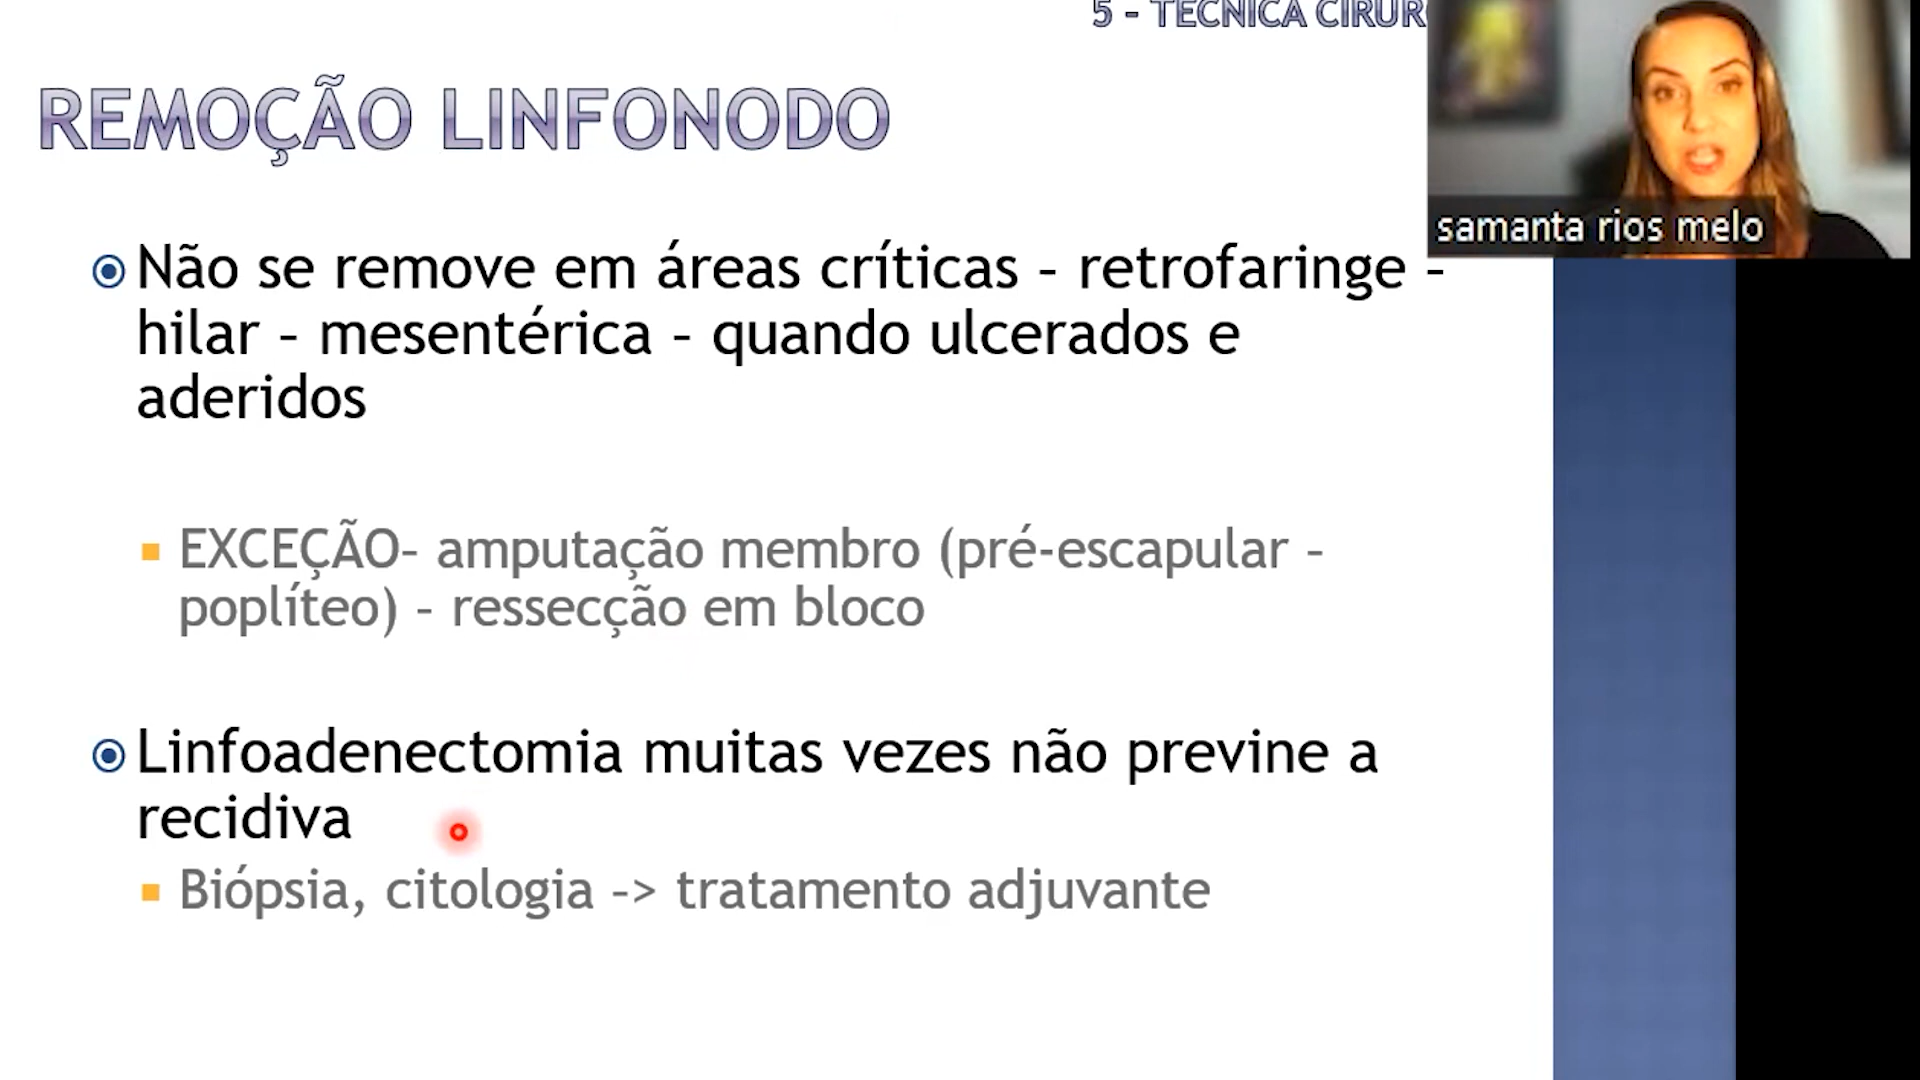 5 - TÉCNICA CIRUR
REMOÇÃO LINFONODO
samanta rios melo
Não se remove em áreas críticas – retrofaringe –
hilar – mesentérica – quando ulcerados e
aderidos
EXCEÇÃO– amputação membro (pré-escapular –
poplíteo) – ressecção em bloco
Linfoadenectomia muitas vezes não previne a
recidiva
Biópsia, citologia –> tratamento adjuvante